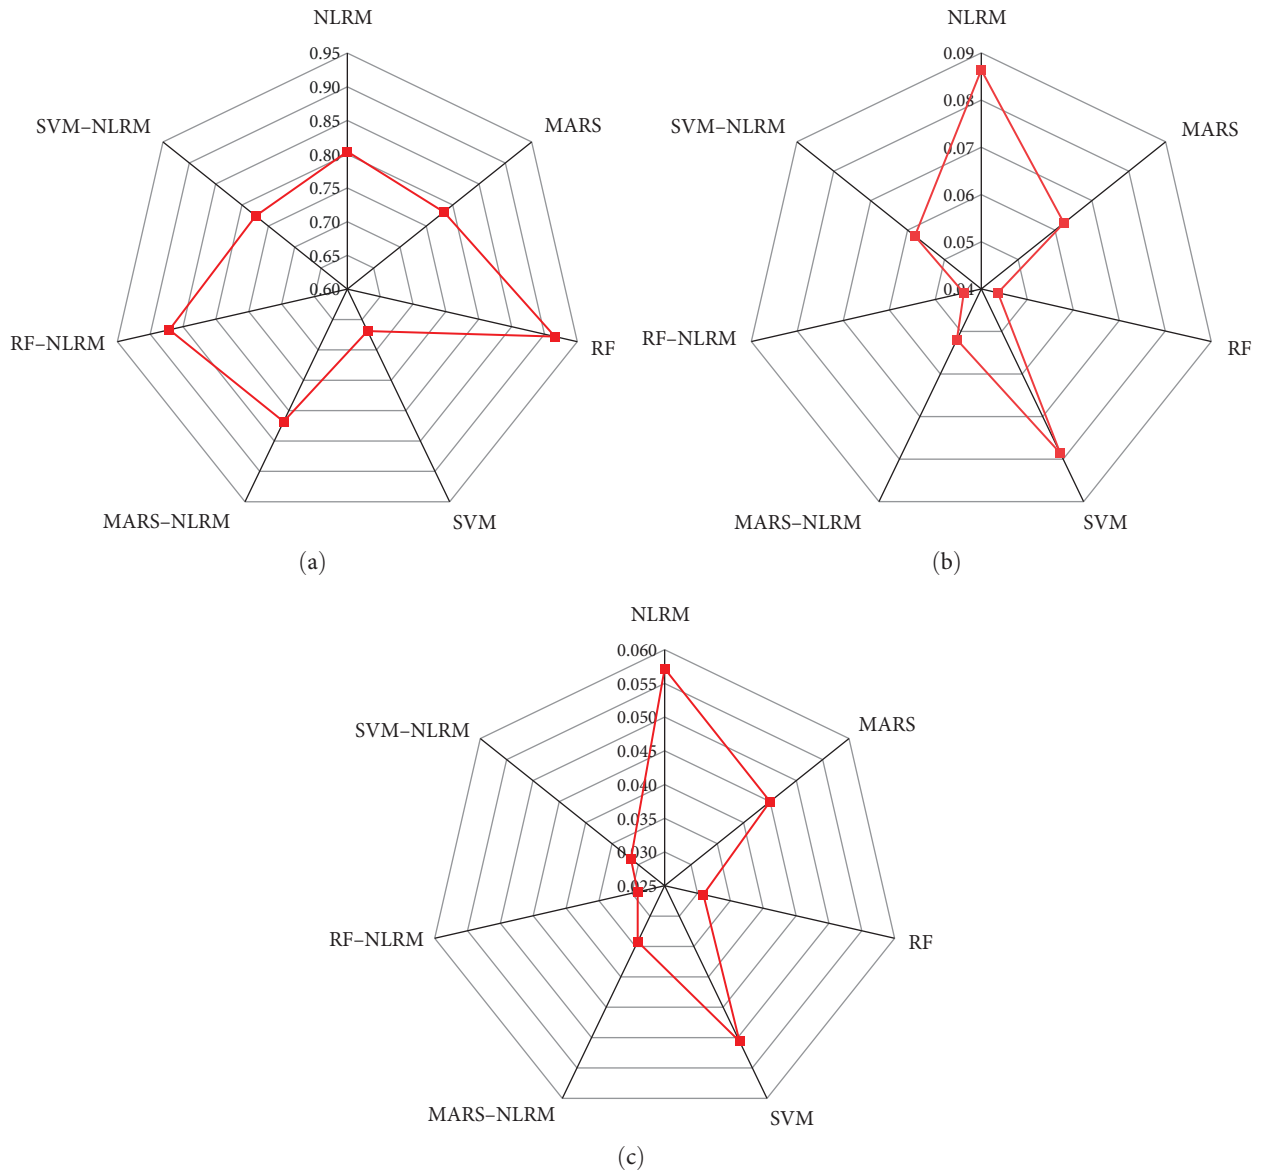 NLRM
0.95
0.90
0.85
0.80
0.75
0.70
0.65
0.60
MARS
RF
SVM
MARS–NLRM
RF–NLRM
SVM–NLRM
(a)
NLRM
0.09
0.08
0.07
0.06
0.05
0.04
MARS
RF
SVM
MARS–NLRM
RF–NLRM
SVM–NLRM
(b)
NLRM
0.060
0.055
0.050
0.045
0.040
0.035
0.030
0.025
MARS
RF
SVM
MARS–NLRM
RF–NLRM
SVM–NLRM
(c)